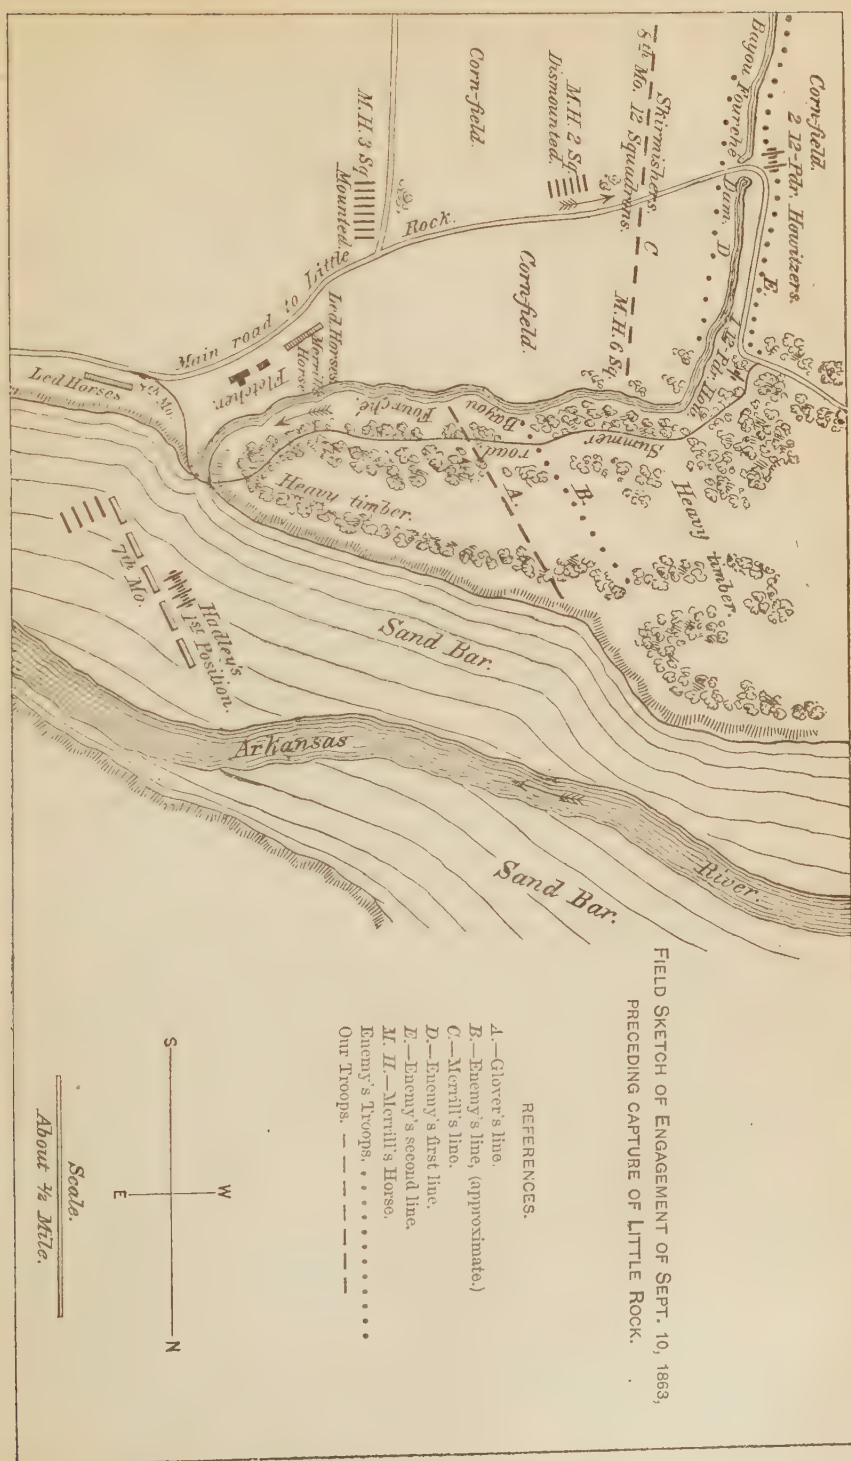 FIELD SKETCH OF ENGAGEMENT OF SEPT. 10, 1863,
PRECEDING CAPTURE OF LITTLE ROCK.
REFERENCES.
A.—Glover's line.
B.—Enemy's line, (approximate.)
C.—Merrill's line.
D.—Enemy's first line.
E.—Enemy's second line.
M. H.—Merrill's Horse.
Enemy's Troops.
Our Troops.
S
N
E
W
Scale.
About ½ Mile.
Corn-field.
2 12-Pdr. Howitzers.
E.
Bayou Fourche
Dam.
D
Skirmishers.
8th Mo. 12 Squadrons.
C
M.H. 6 Sq.
M.H. 2 Sq.
Dismounted.
Corn-field.
M.H. 3 Sq.
Mounted.
Corn-field.
Main road to Little Rock.
Led Horses
Merrill's
Horse.
Fletcher.
Led Horses
7th Mo.
Bayou Fourche.
Summer road
A.
B.
Heavy timber.
Heavy timber.
7th Mo.
Hadley's
1st Position.
Sand Bar.
Arkansas River.
Sand Bar.